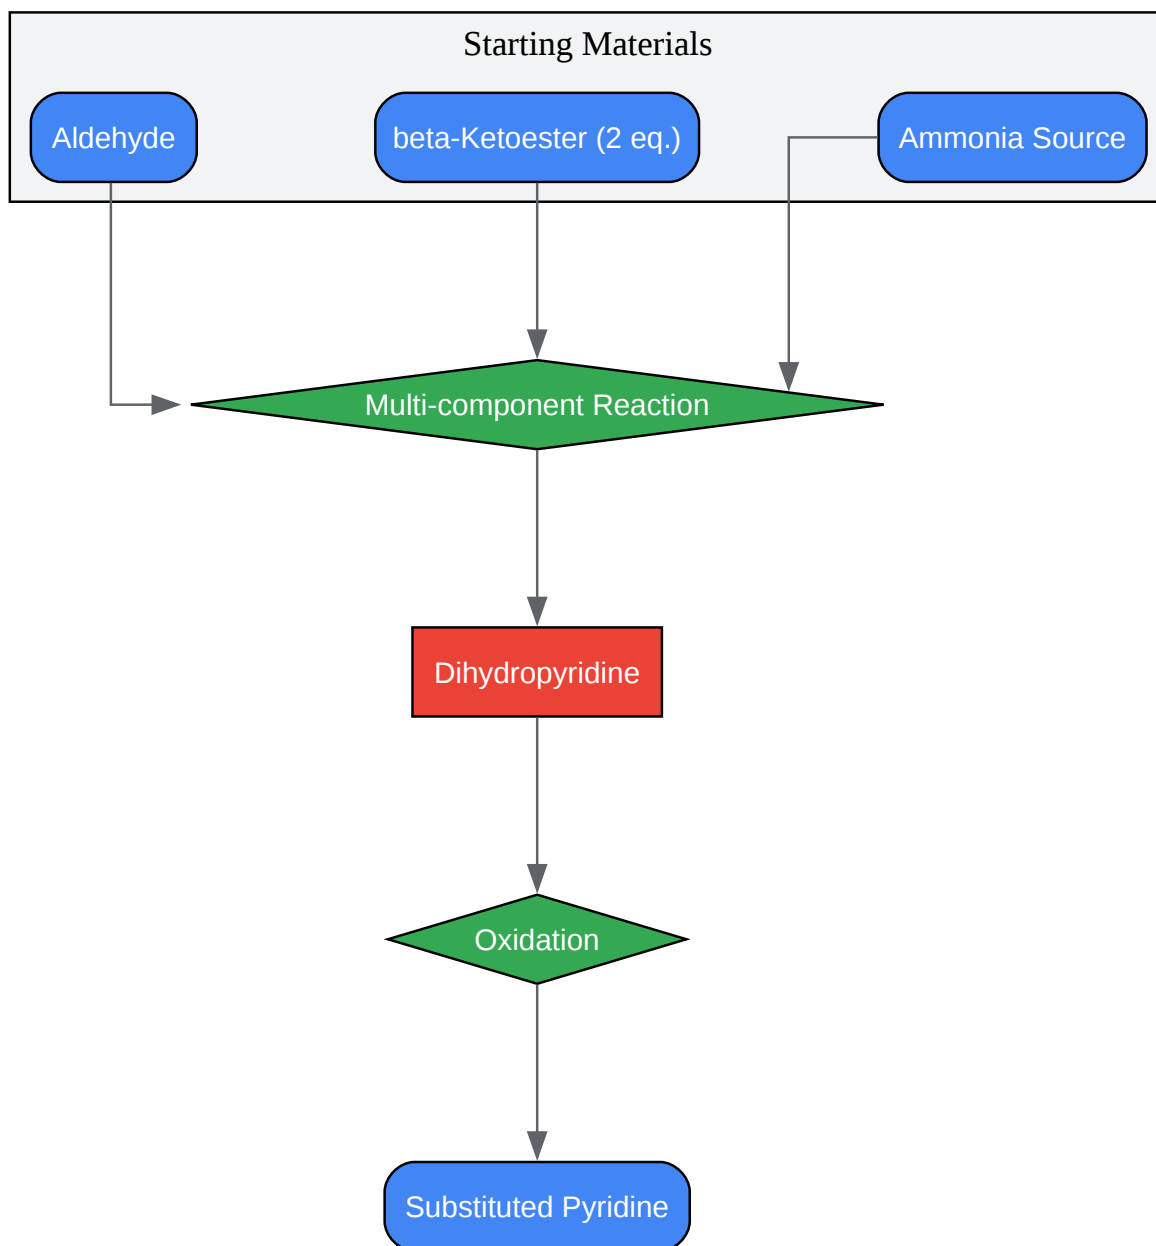 Starting Materials
Aldehyde
beta-Ketoester (2 eq.)
Ammonia Source
Multi-component Reaction
Dihydropyridine
Oxidation
Substituted Pyridine